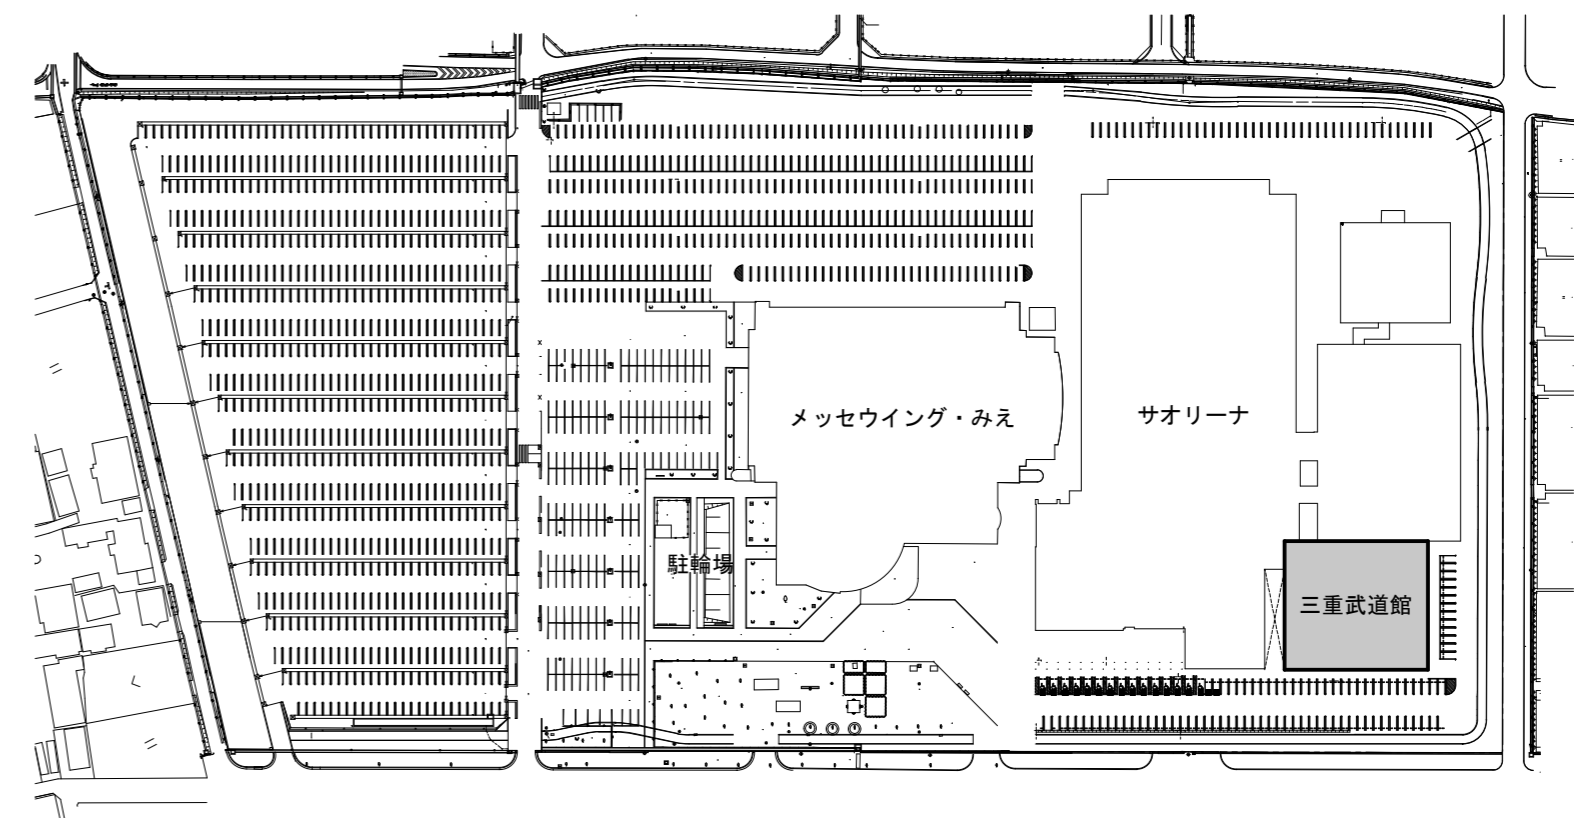 メッセウイング・みえ
サオリーナ
駐輪場
三重武道館